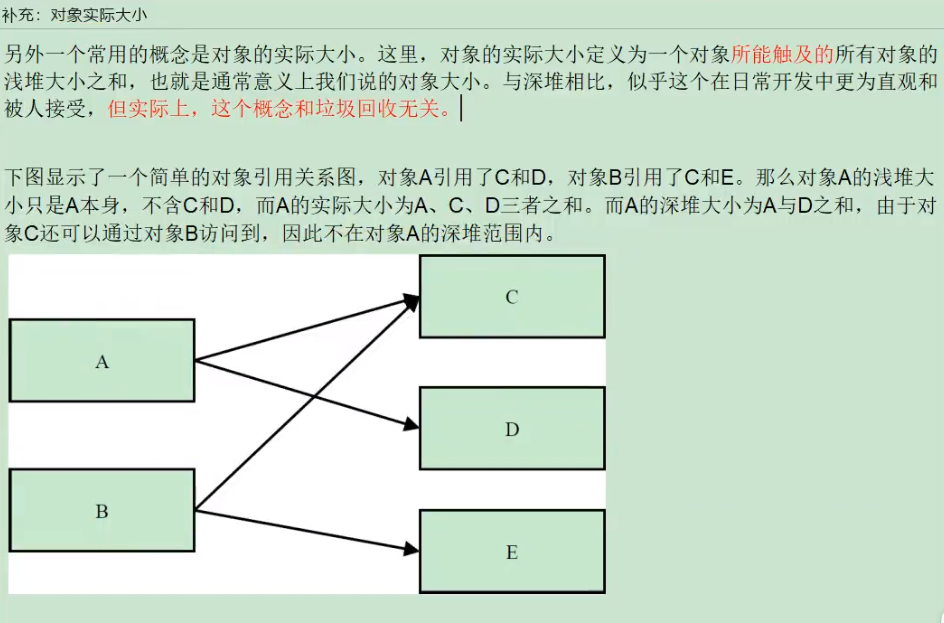 补充：对象实际大小
另外一个常用的概念是对象的实际大小。这里，对象的实际大小定义为一个对象所能触及的所有对象的
浅堆大小之和，也就是通常意义上我们说的对象大小。与深堆相比，似乎这个在日常开发中更为直观和
被人接受，但实际上，这个概念和垃圾回收无关。
下图显示了一个简单的对象引用关系图，对象A引用了C和D，对象B引用了C和E。那么对象A的浅堆大
小只是A本身，不含C和D，而A的实际大小为A、C、D三者之和。而A的深堆大小为A与D之和，由于对
象C还可以通过对象B访问到，因此不在对象A的深堆范围内。
C
A
D
B
E